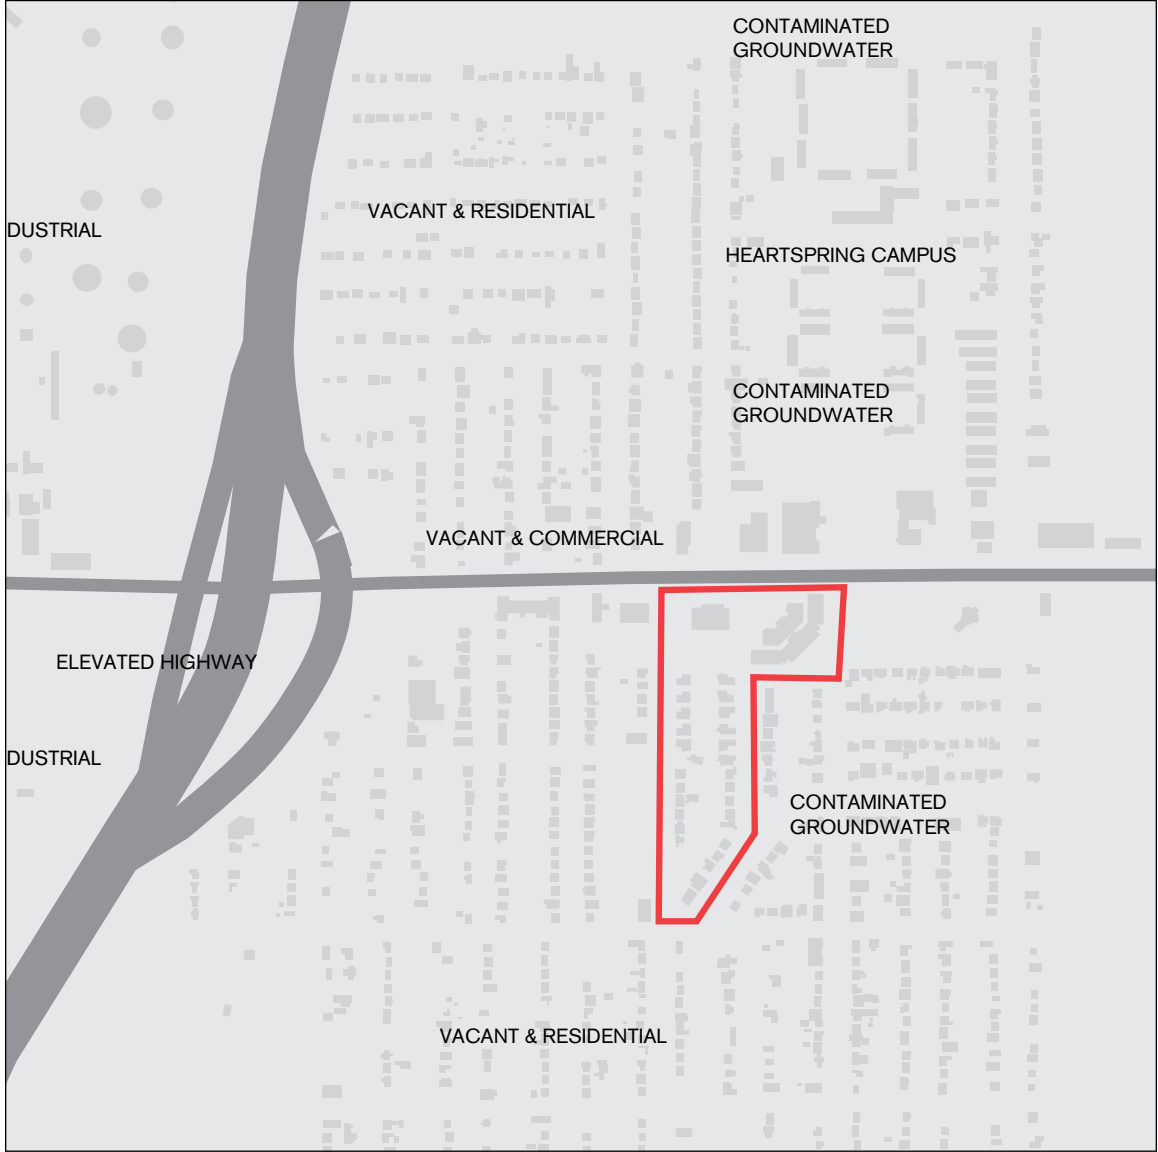 CONTAMINATED
GROUNDWATER
VACANT & RESIDENTIAL
DUSTRIAL
HEARTSPRING CAMPUS
CONTAMINATED
GROUNDWATER
VACANT & COMMERCIAL
ELEVATED HIGHWAY
DUSTRIAL
CONTAMINATED
GROUNDWATER
VACANT & RESIDENTIAL